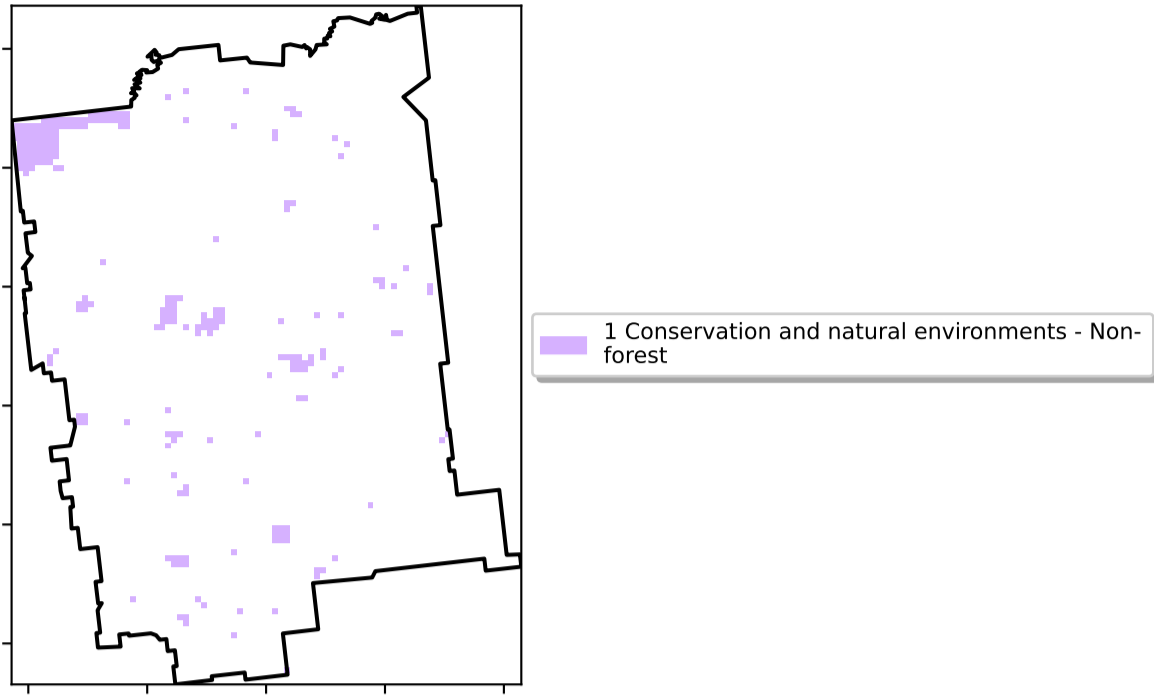 1 Conservation and natural environments - Non-
forest